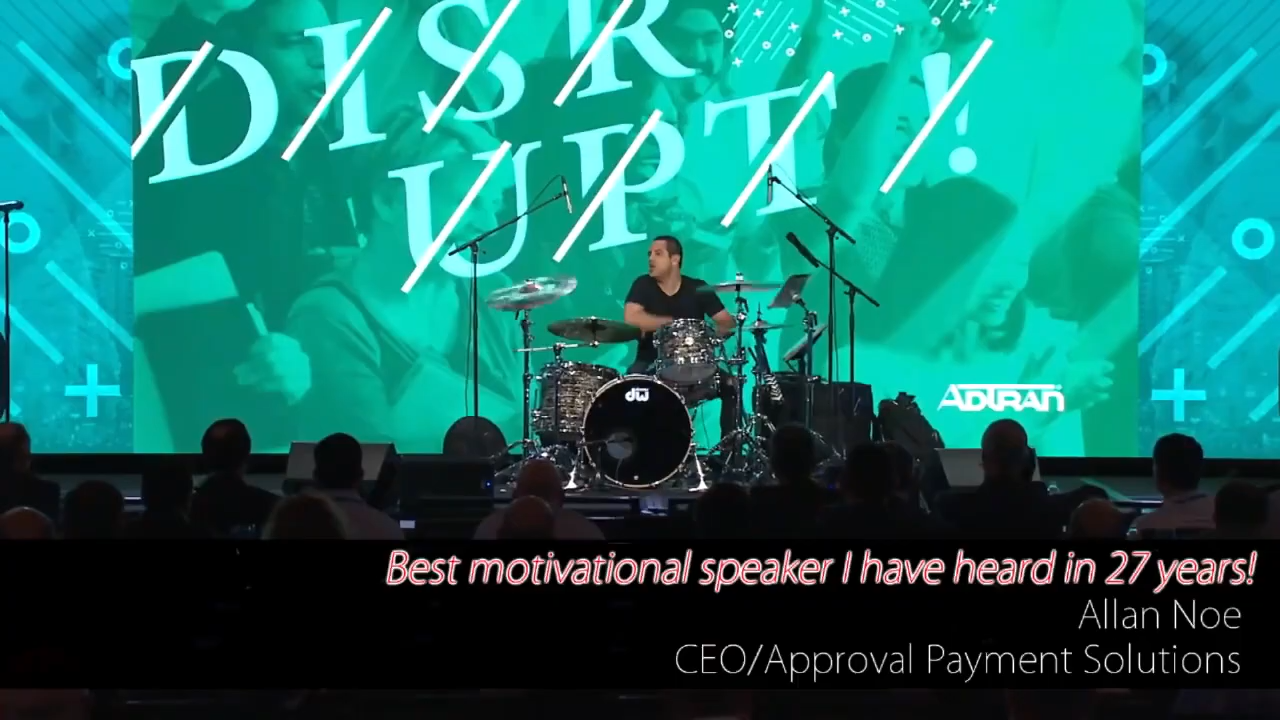 DISR
UPT!
ADTRAN
dw
Best motivational speaker I have heard in 27 years!
Allan Noe
CEO/Approval Payment Solutions